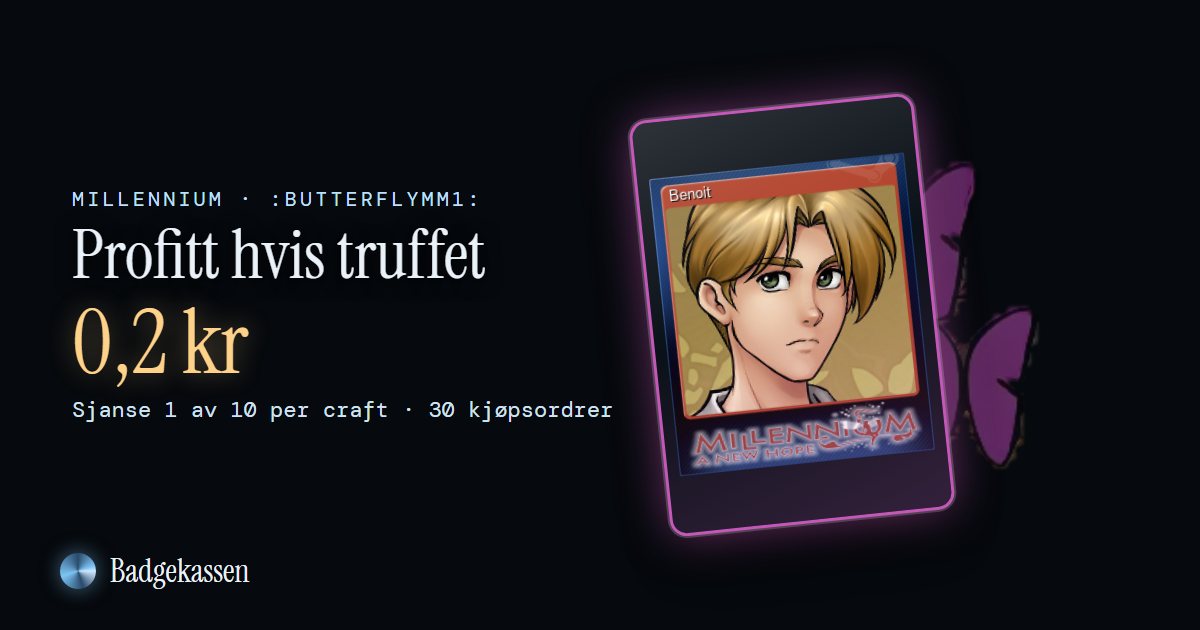 MILLENNIUM · :BUTTERFLYMM1:
Profitt hvis truffet
0,2 kr
Sjanse 1 av 10 per craft · 30 kjøpsordrer
Benoit
MILLENNIUM
A NEW HOPE
Badgekassen